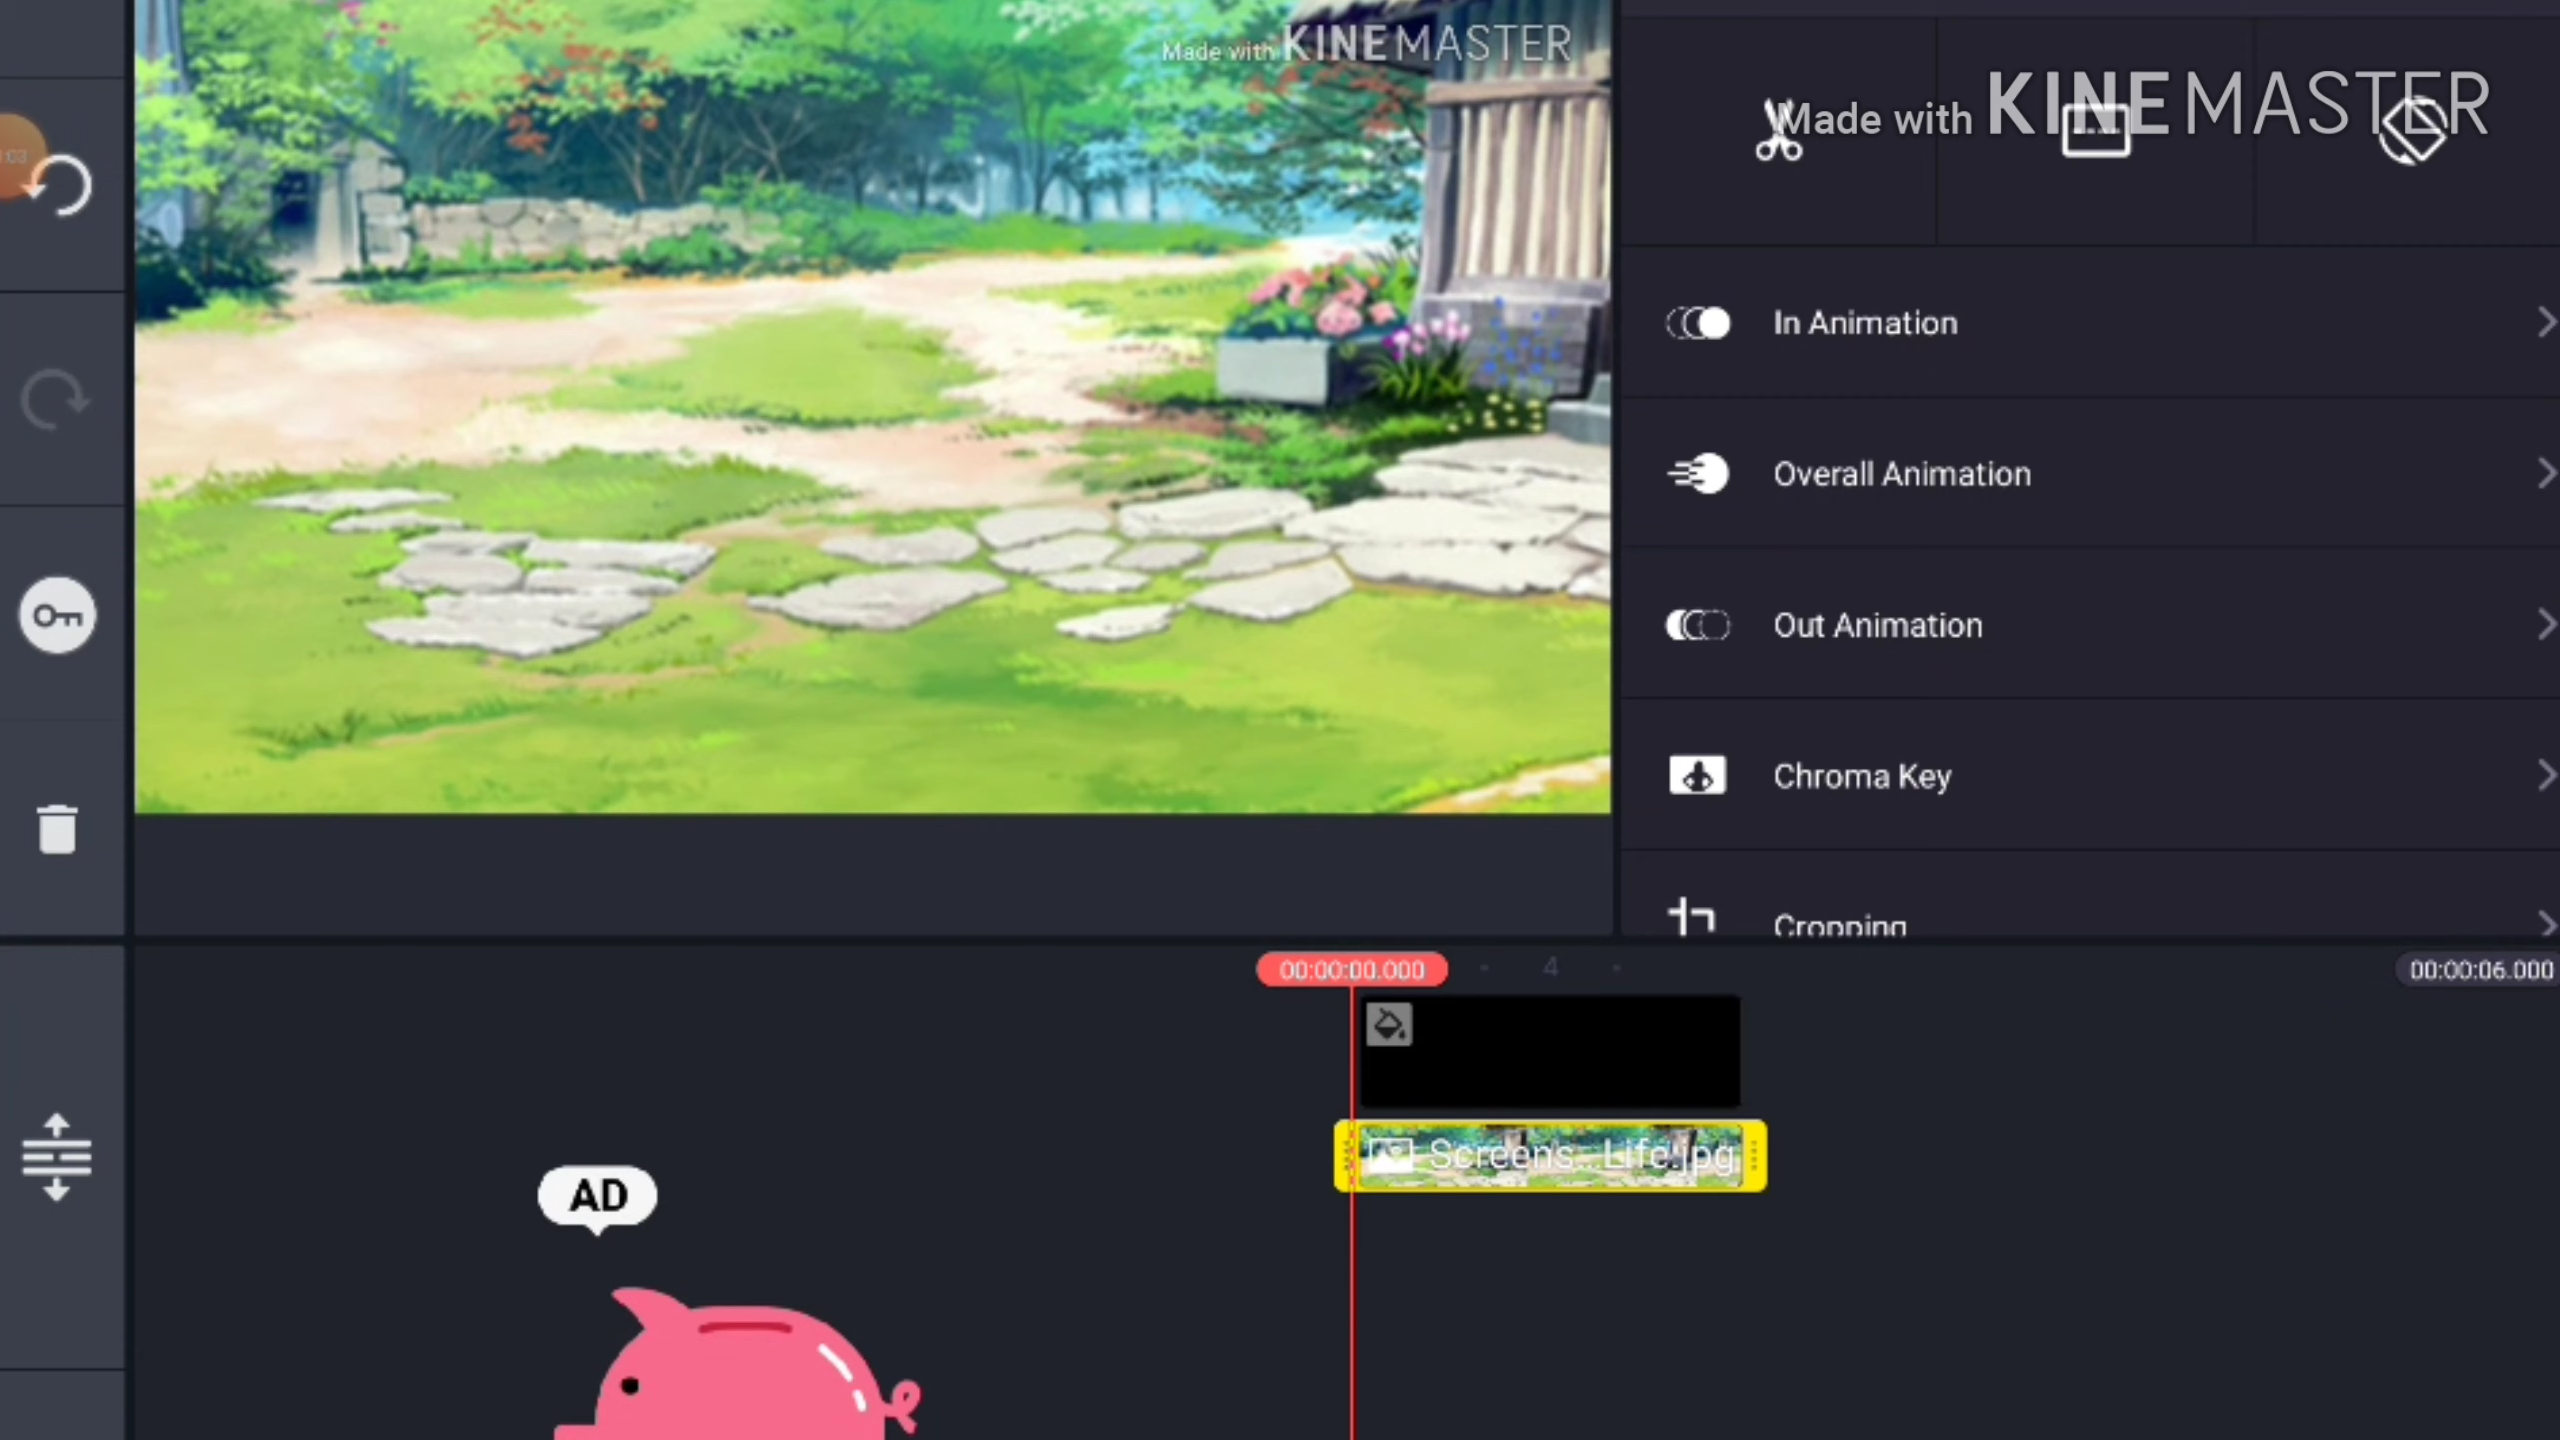 Made with KINEMASTER
Made with KINEMASTER
:03
In Animation
Overall Animation
Out Animation
Chroma Key
Cropping
00:00:00.000
4
00:00:06.000
Screens...Life.jpg
AD